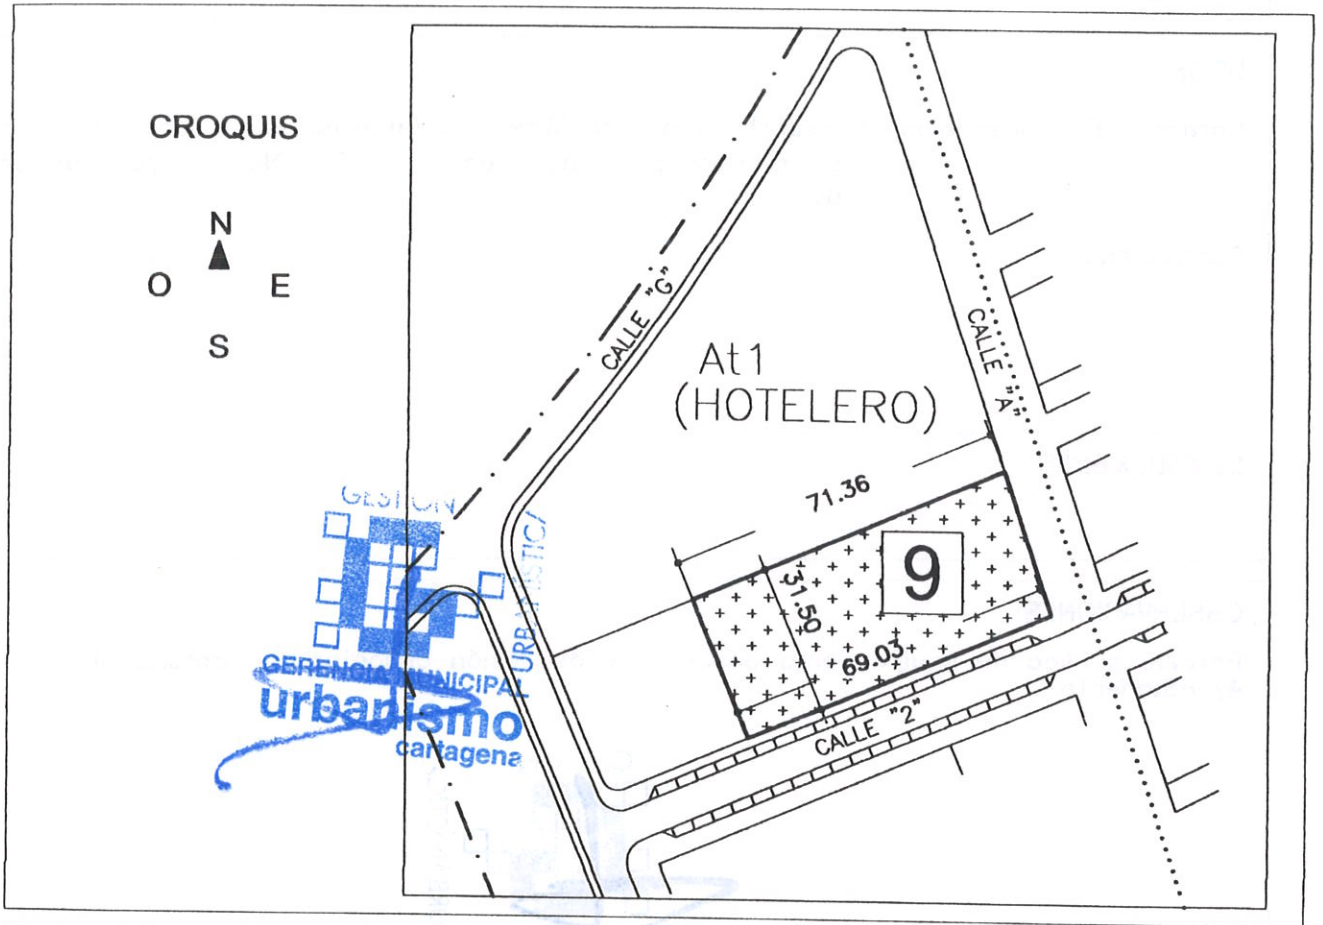 CROQUIS
N
O E
S
CALLE "G"
CALLE "A"
At1
(HOTELERO)
71.36
31.50
9
69.03
CALLE "2"
GESTION
URBANISTICA
GERENCIA MUNICIPAL
urbanismo
cartagena